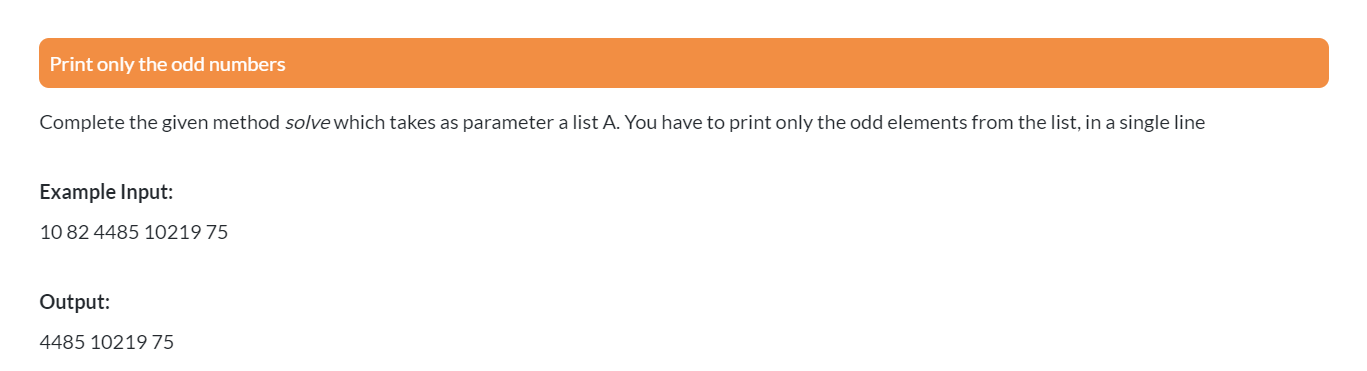 Print only the odd numbers
Complete the given method solve which takes as parameter a list A. You have to print only the odd elements from the list, in a single line
Example Input:
10 82 4485 10219 75
Output:
4485 10219 75